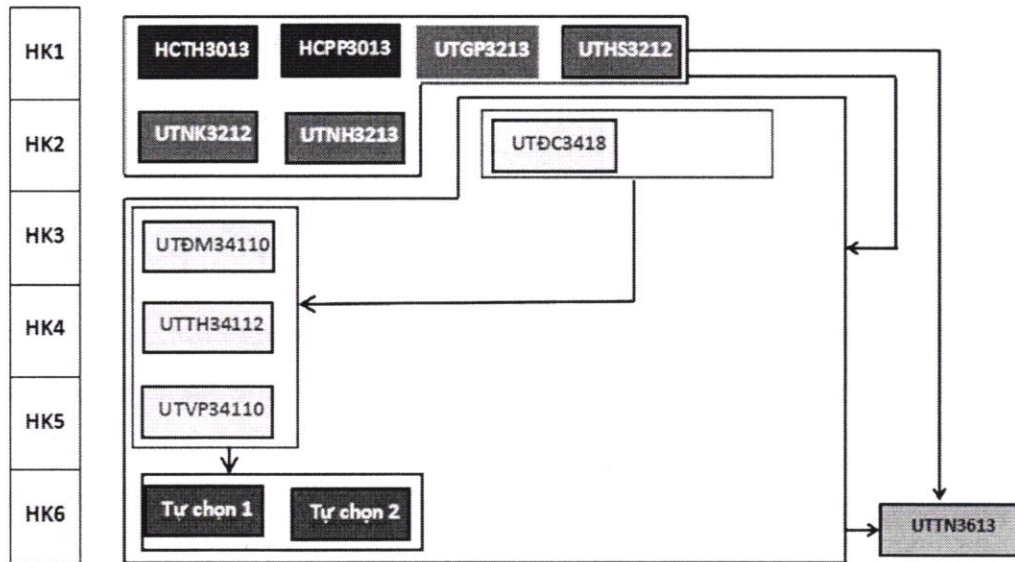 HK1
HCTH3013
HCPP3013
UTGP3213
UTHS3212
HK2
UTNK3212
UTNH3213
UTĐC3418
HK3
UTĐM34110
HK4
UTTH34112
HK5
UTVP34110
HK6
Tự chọn 1
Tự chọn 2
UTTN3613